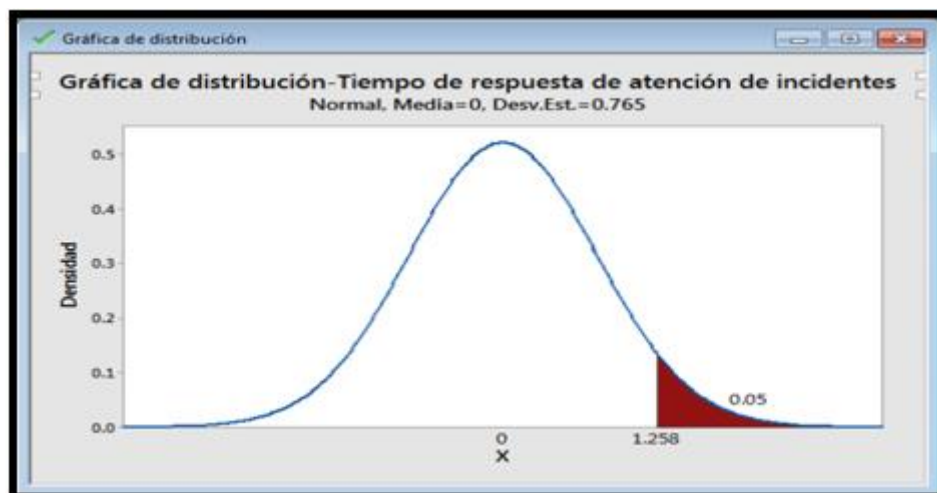 Gráfica de distribución
Gráfica de distribución-Tiempo de respuesta de atención de incidentes
Normal, Media=0, Desv.Est.=0.765
Densidad
0.5
0.4
0.3
0.2
0.1
0.0
0.05
0
1.258
X